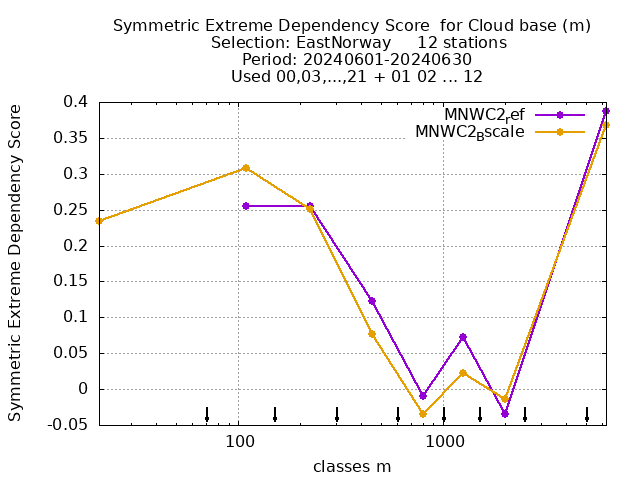 Symmetric Extreme Dependency Score  for Cloud base (m)
Selection: EastNorway     12 stations
Period: 20240601-20240630
Used 00,03,...,21 + 01 02 ... 12
MNWC2ref
MNWC2Bscale
Symmetric Extreme Dependency Score
0.4
0.35
0.3
0.25
0.2
0.15
0.1
0.05
0
-0.05
100
1000
classes m